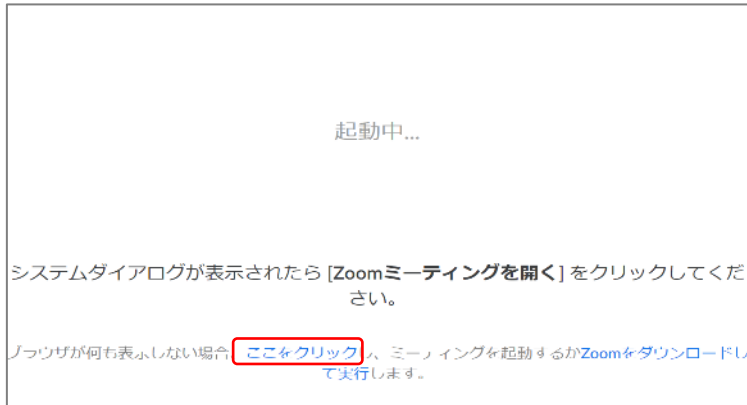 起動中...
システムダイアログが表示されたら [Zoomミーティングを開く] をクリックしてくだ
さい。
ブラウザが何も表示しない場合、ここをクリックし、ミーティングを起動するかZoomをダウンロードし
て実行します。